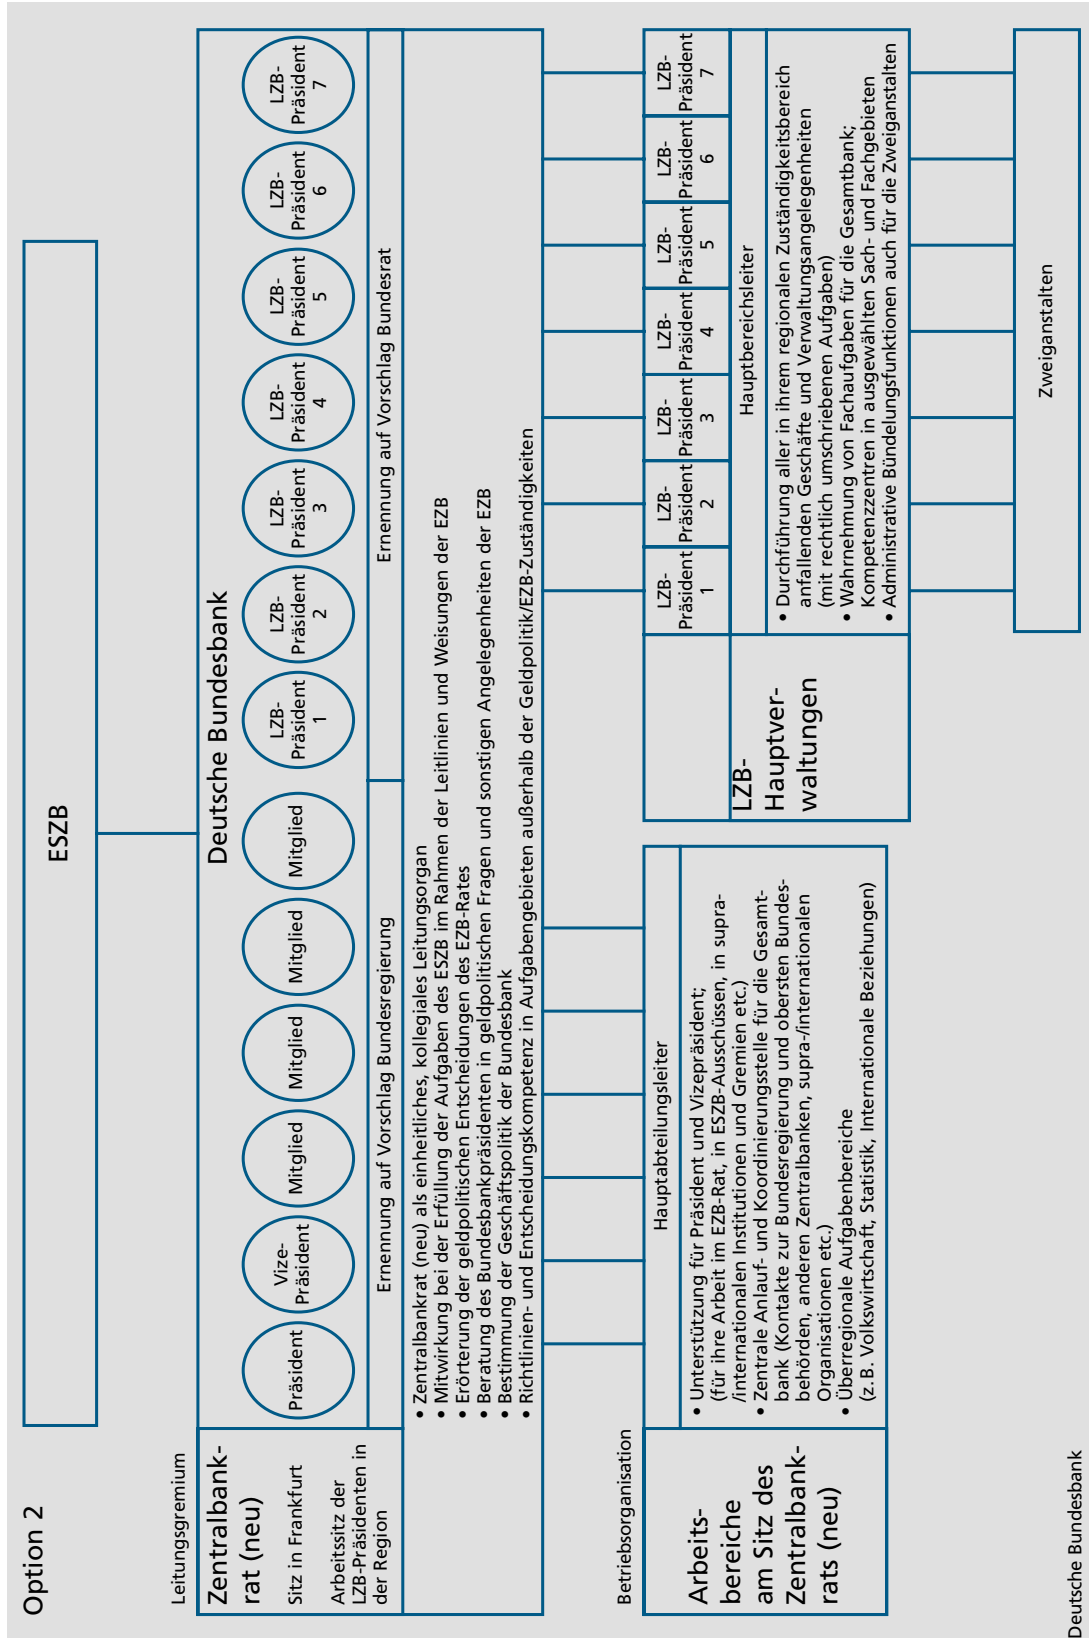 Option 2
ESZB
Leitungsgremium
Deutsche Bundesbank
Zentralbank-
rat (neu)
Sitz in Frankfurt
Arbeitssitz der
LZB-Präsidenten in
der Region
Präsident
Vize-
Präsident
Mitglied
Mitglied
Mitglied
Mitglied
LZB-
Präsident
1
LZB-
Präsident
2
LZB-
Präsident
3
LZB-
Präsident
4
LZB-
Präsident
5
LZB-
Präsident
6
LZB-
Präsident
7
Ernennung auf Vorschlag Bundesregierung
Ernennung auf Vorschlag Bundesrat
• Zentralbankrat (neu) als einheitliches, kollegiales Leitungsorgan
• Mitwirkung bei der Erfüllung der Aufgaben des ESZB im Rahmen der Leitlinien und Weisungen der EZB
• Erörterung der geldpolitischen Entscheidungen des EZB-Rates
• Beratung des Bundesbankpräsidenten in geldpolitischen Fragen und sonstigen Angelegenheiten der EZB
• Bestimmung der Geschäftspolitik der Bundesbank
• Richtlinien- und Entscheidungskompetenz in Aufgabengebieten außerhalb der Geldpolitik/EZB-Zuständigkeiten
Betriebsorganisation
Arbeits-
bereiche
am Sitz des
Zentralbank-
rats (neu)
Hauptabteilungsleiter
• Unterstützung für Präsident und Vizepräsident;
(für ihre Arbeit im EZB-Rat, in ESZB-Ausschüssen, in supra-
/internationalen Institutionen und Gremien etc.)
• Zentrale Anlauf- und Koordinierungsstelle für die Gesamt-
bank (Kontakte zur Bundesregierung und obersten Bundes-
behörden, anderen Zentralbanken, supra-/internationalen
Organisationen etc.)
• Überregionale Aufgabenbereiche
(z. B. Volkswirtschaft, Statistik, Internationale Beziehungen)
LZB-
Hauptver-
waltungen
LZB-
Präsident
1
LZB-
Präsident
2
LZB-
Präsident
3
LZB-
Präsident
4
LZB-
Präsident
5
LZB-
Präsident
6
LZB-
Präsident
7
Hauptbereichsleiter
• Durchführung aller in ihrem regionalen Zuständigkeitsbereich
anfallenden Geschäfte und Verwaltungsangelegenheiten
(mit rechtlich umschriebenen Aufgaben)
• Wahrnehmung von Fachaufgaben für die Gesamtbank;
Kompetenzzentren in ausgewählten Sach- und Fachgebieten
• Administrative Bündelungsfunktionen auch für die Zweiganstalten
Zweiganstalten
Deutsche Bundesbank